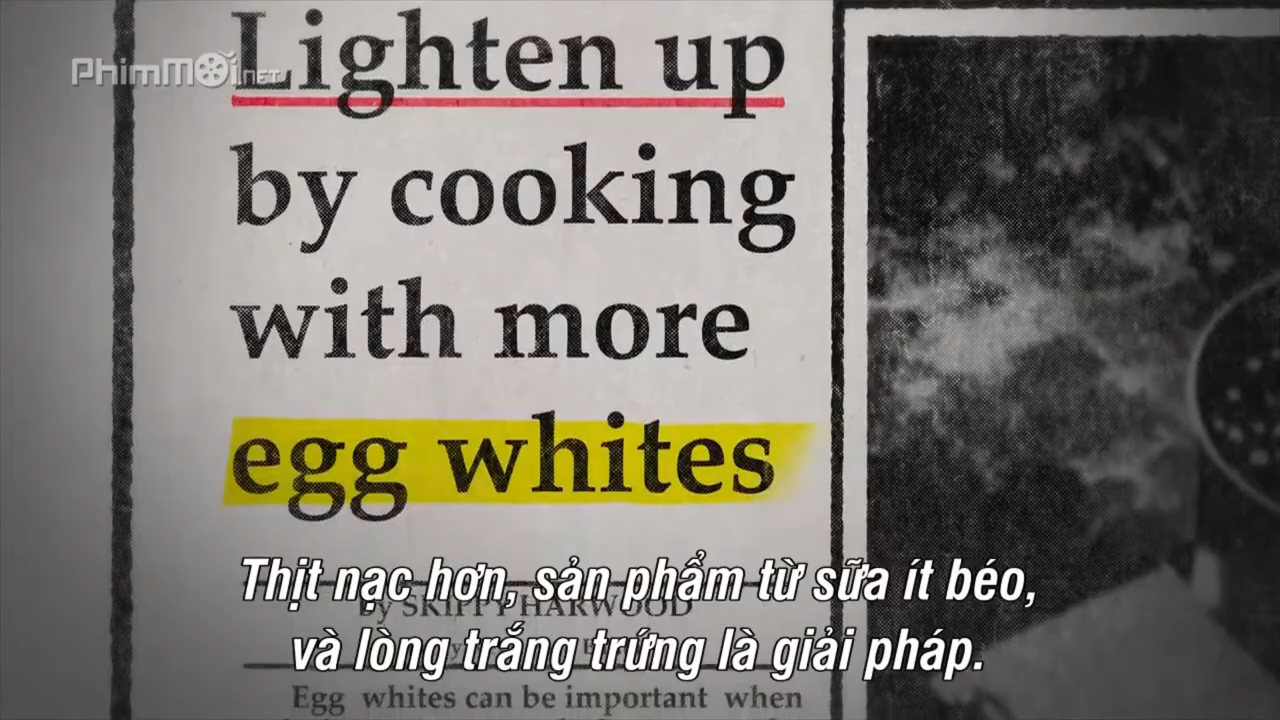 PhimMỡi.NET
Lighten up
by cooking
with more
egg whites
Thịt nạc hơn, sản phẩm từ sữa ít béo,
by SKIPPY HARWOOD
và lòng trắng trứng là giải pháp.
Egg whites can be important when